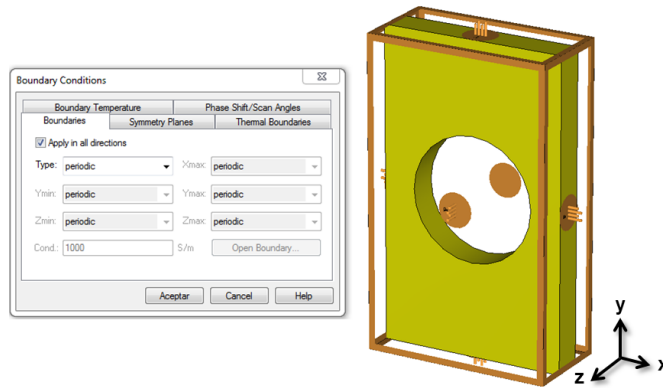 Boundary Conditions
Boundary Temperature
Phase Shift/Scan Angles
Boundaries
Symmetry Planes
Thermal Boundaries
Apply in all directions
Type: periodic
Xmax: periodic
Ymin: periodic
Ymax: periodic
Zmin: periodic
Zmax: periodic
Cond.: 1000 S/m
Open Boundary...
Aceptar
Cancel
Help
y
x
z